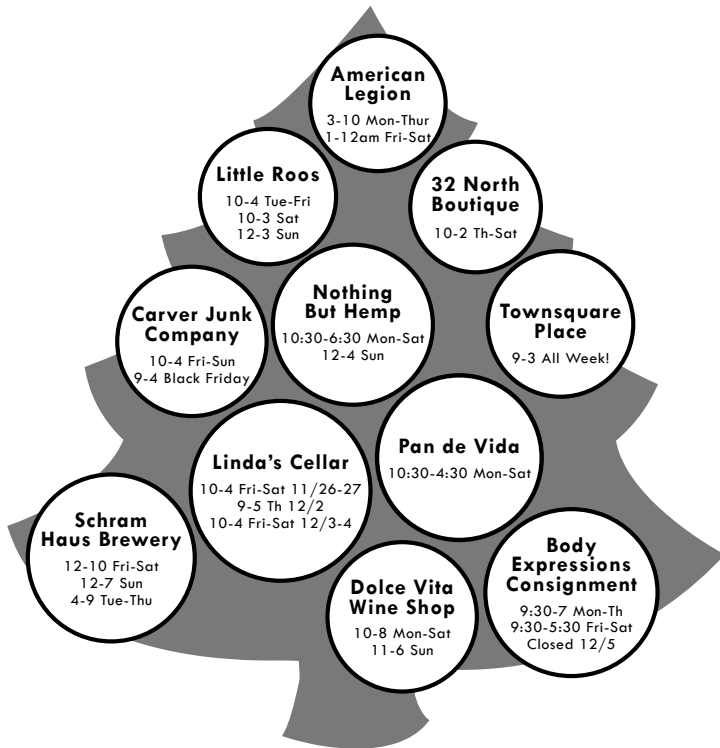 American
Legion
3-10 Mon-Thur
1-12am Fri-Sat
Little Roos
10-4 Tue-Fri
10-3 Sat
12-3 Sun
32 North
Boutique
10-2 Th-Sat
Carver Junk
Company
10-4 Fri-Sun
9-4 Black Friday
Nothing
But Hemp
10:30-6:30 Mon-Sat
12-4 Sun
Townsquare
Place
9-3 All Week!
Linda's Cellar
10-4 Fri-Sat 11/26-27
9-5 Th 12/2
10-4 Fri-Sat 12/3-4
Pan de Vida
10:30-4:30 Mon-Sat
Schram
Haus Brewery
12-10 Fri-Sat
12-7 Sun
4-9 Tue-Thu
Dolce Vita
Wine Shop
10-8 Mon-Sat
11-6 Sun
Body
Expressions
Consignment
9:30-7 Mon-Th
9:30-5:30 Fri-Sat
Closed 12/5